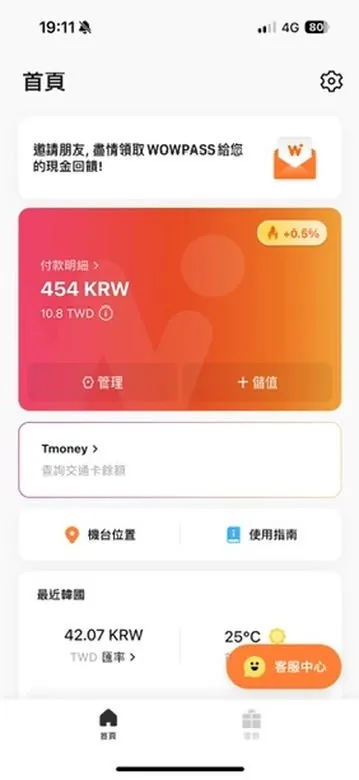 19:11
4G
80
首頁
邀請朋友, 盡情領取 WOWPASS 給您
的現金回饋!
+0.5%
付款明細 >
454 KRW
10.8 TWD
管理
+ 儲值
Tmoney >
查詢交通卡餘額
機台位置
使用指南
最近韓國
42.07 KRW
25°C
TWD 匯率 >
客服中心
首頁